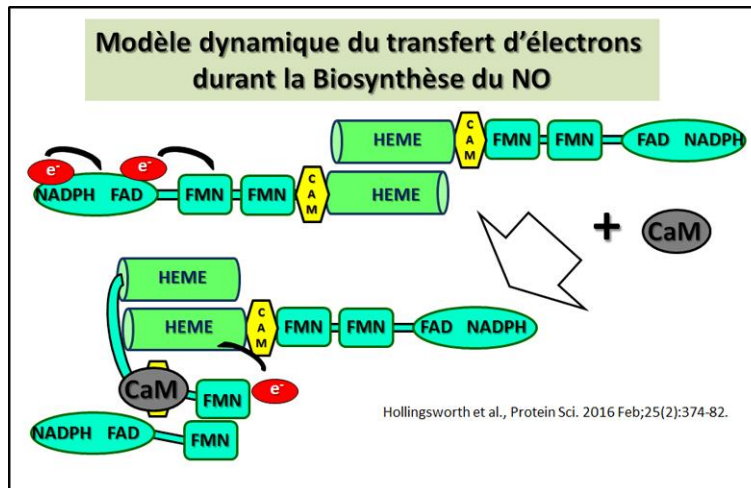 Modèle dynamique du transfert d’électrons
durant la Biosynthèse du NO
HEME CAM FMN FMN FAD NADPH
e- e-
NADPH FAD FMN FMN CAM HEME
+ CaM
HEME
HEME CAM FMN FMN FAD NADPH
CaM FMN e-
NADPH FAD FMN
Hollingsworth et al., Protein Sci. 2016 Feb;25(2):374-82.